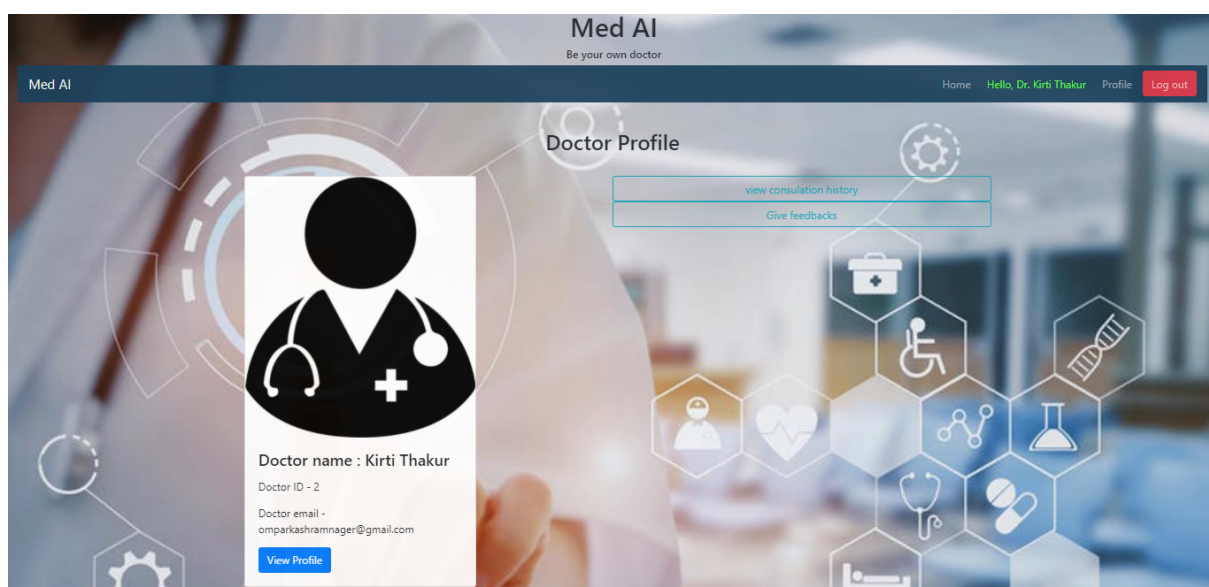 Med AI
Be your own doctor
Med AI
Home Hello, Dr. Kirti Thakur Profile Log out
Doctor Profile
view consulation history
Give feedbacks
Doctor name : Kirti Thakur
Doctor ID - 2
Doctor email -
omparkashramnager@gmail.com
View Profile